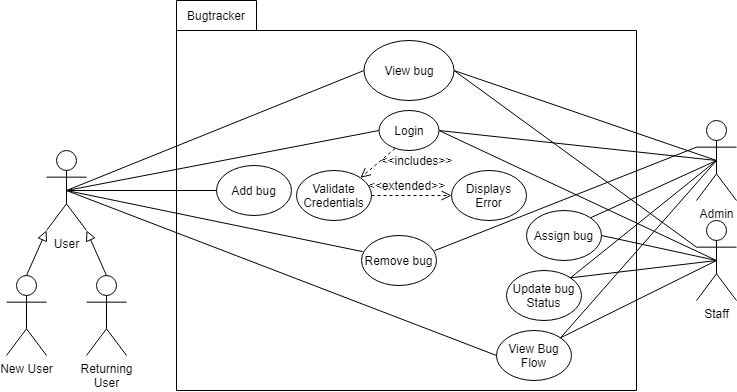 Bugtracker
View bug
Login
<<includes>>
Validate
Credentials
<<extended>>
Displays
Error
Add bug
Remove bug
Assign bug
Update bug
Status
View Bug
Flow
User
New User
Returning
User
Admin
Staff